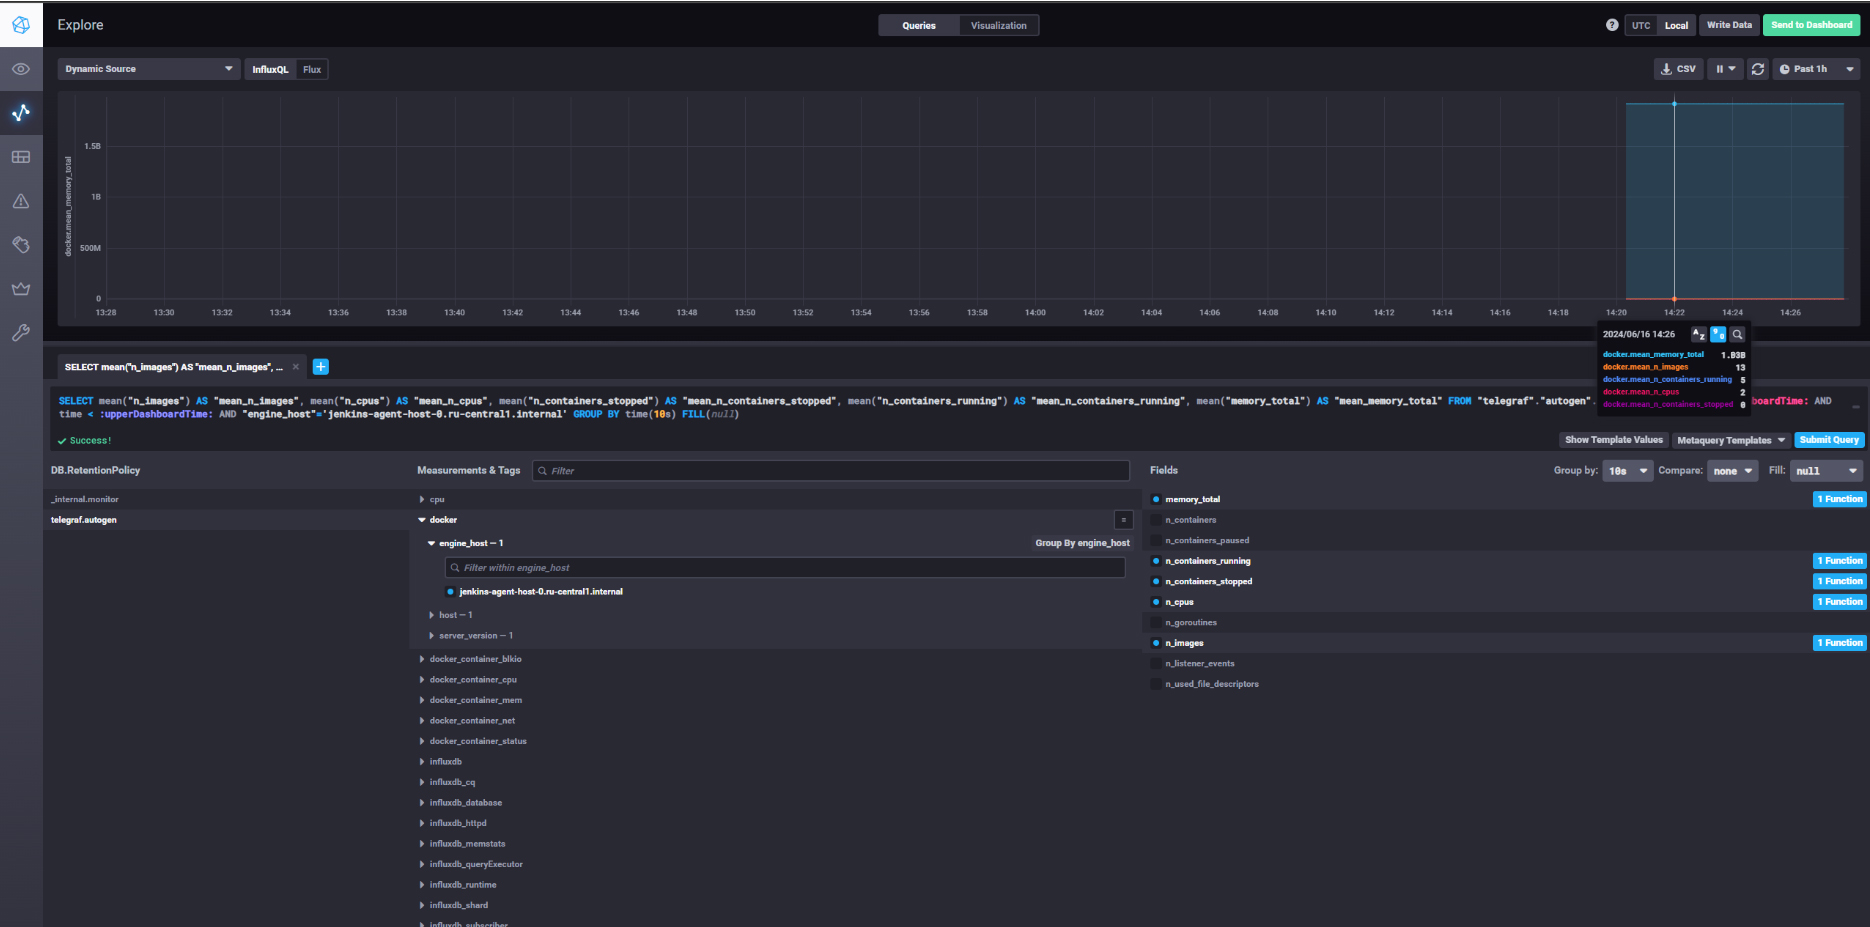 Explore
Queries Visualization
? UTC Local Write Data Send to Dashboard
Dynamic Source InfluxQL Flux
CSV Past 1h
docker.mean_memory_total
1.5B
1B
500M
0
13:28 13:30 13:32 13:34 13:36 13:38 13:40 13:42 13:44 13:46 13:48 13:50 13:52 13:54 13:56 13:58 14:00 14:02 14:04 14:06 14:08 14:10 14:12 14:14 14:16 14:18 14:20 14:22 14:24 14:26
2024/06/16 14:26
docker.mean_memory_total
docker.mean_n_images 13
docker.mean_n_containers_running 5
docker.mean_n_cpus 2
docker.mean_n_containers_stopped 0
SELECT mean("n_images") AS "mean_n_images", ... ×
SELECT mean("n_images") AS "mean_n_images", mean("n_cpus") AS "mean_n_cpus", mean("n_containers_stopped") AS "mean_n_containers_stopped", mean("n_containers_running") AS "mean_n_containers_running", mean("memory_total") AS "mean_memory_total" FROM "telegraf"."autogen". boardTime: AND
time < :upperDashboardTime: AND "engine_host"='jenkins-agent-host-0.ru-central1.internal' GROUP BY time(10s) FILL(null)
Success!
Show Template Values Metaquery Templates Submit Query
DB.RetentionPolicy
_internal.monitor
telegraf.autogen
Measurements & Tags Filter
cpu
docker
engine_host — 1 Group By engine_host
Filter within engine_host
jenkins-agent-host-0.ru-central1.internal
host — 1
server_version — 1
docker_container_blkio
docker_container_cpu
docker_container_mem
docker_container_net
docker_container_status
influxdb
influxdb_cq
influxdb_database
influxdb_httpd
influxdb_memstats
influxdb_queryExecutor
influxdb_runtime
influxdb_shard
influxdb_subscriber
Fields Group by: 10s Compare: none Fill: null
memory_total 1 Function
n_containers
n_containers_paused
n_containers_running 1 Function
n_containers_stopped 1 Function
n_cpus 1 Function
n_goroutines
n_images 1 Function
n_listener_events
n_used_file_descriptors